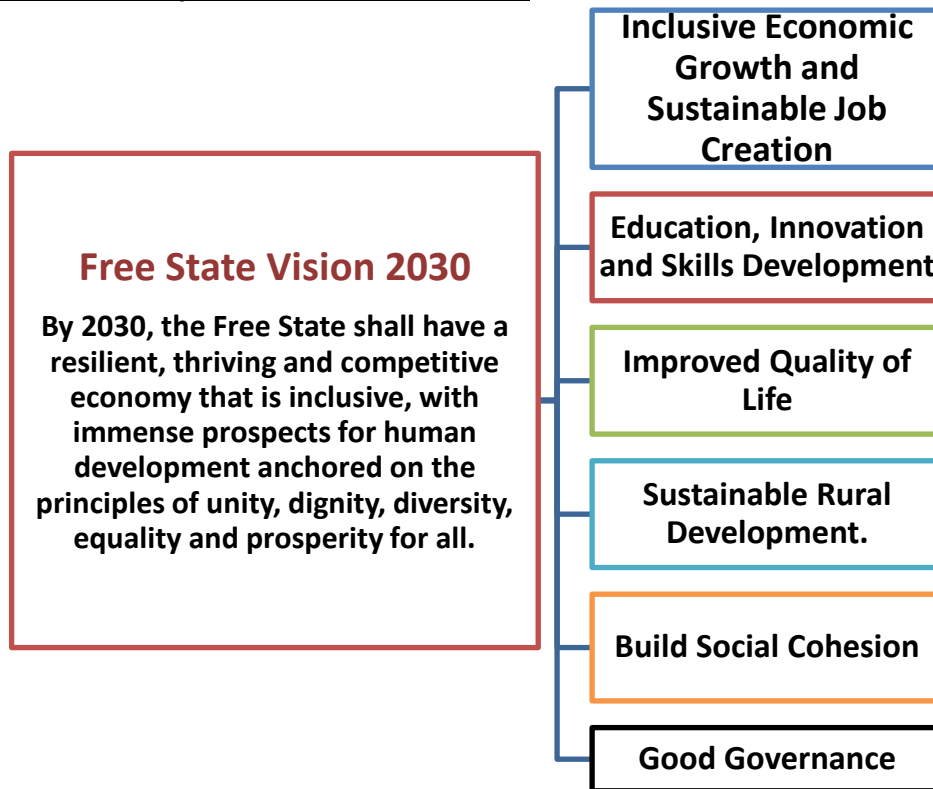 Free State Vision 2030
By 2030, the Free State shall have a
resilient, thriving and competitive
economy that is inclusive, with
immense prospects for human
development anchored on the
principles of unity, dignity, diversity,
equality and prosperity for all.
Inclusive Economic
Growth and
Sustainable Job
Creation
Education, Innovation
and Skills Development
Improved Quality of
Life
Sustainable Rural
Development.
Build Social Cohesion
Good Governance